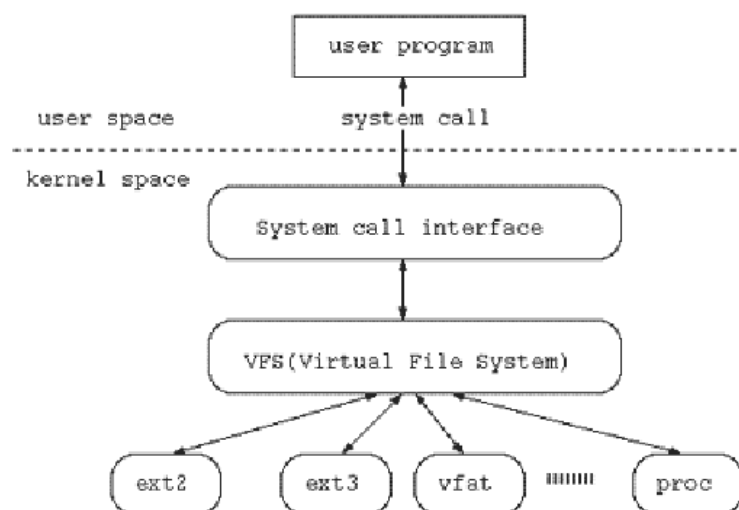 user program
user space
system call
kernel space
System call interface
VFS(Virtual File System)
ext2
ext3
vfat
proc